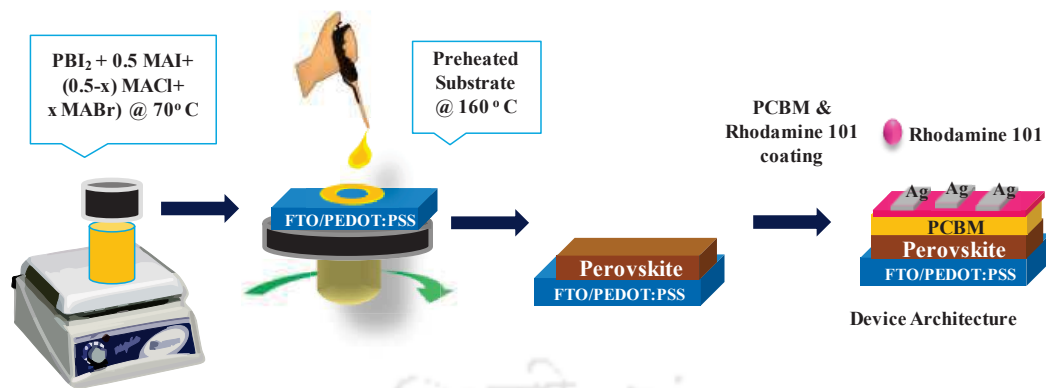 PBI₂ + 0.5 MAI+
(0.5-x) MACl+
x MABr) @ 70° C
Preheated
Substrate
@ 160 ° C
FTO/PEDOT:PSS
Perovskite
FTO/PEDOT:PSS
PCBM &
Rhodamine 101
coating
Rhodamine 101
Ag
Ag
Ag
PCBM
Perovskite
FTO/PEDOT:PSS
Device Architecture